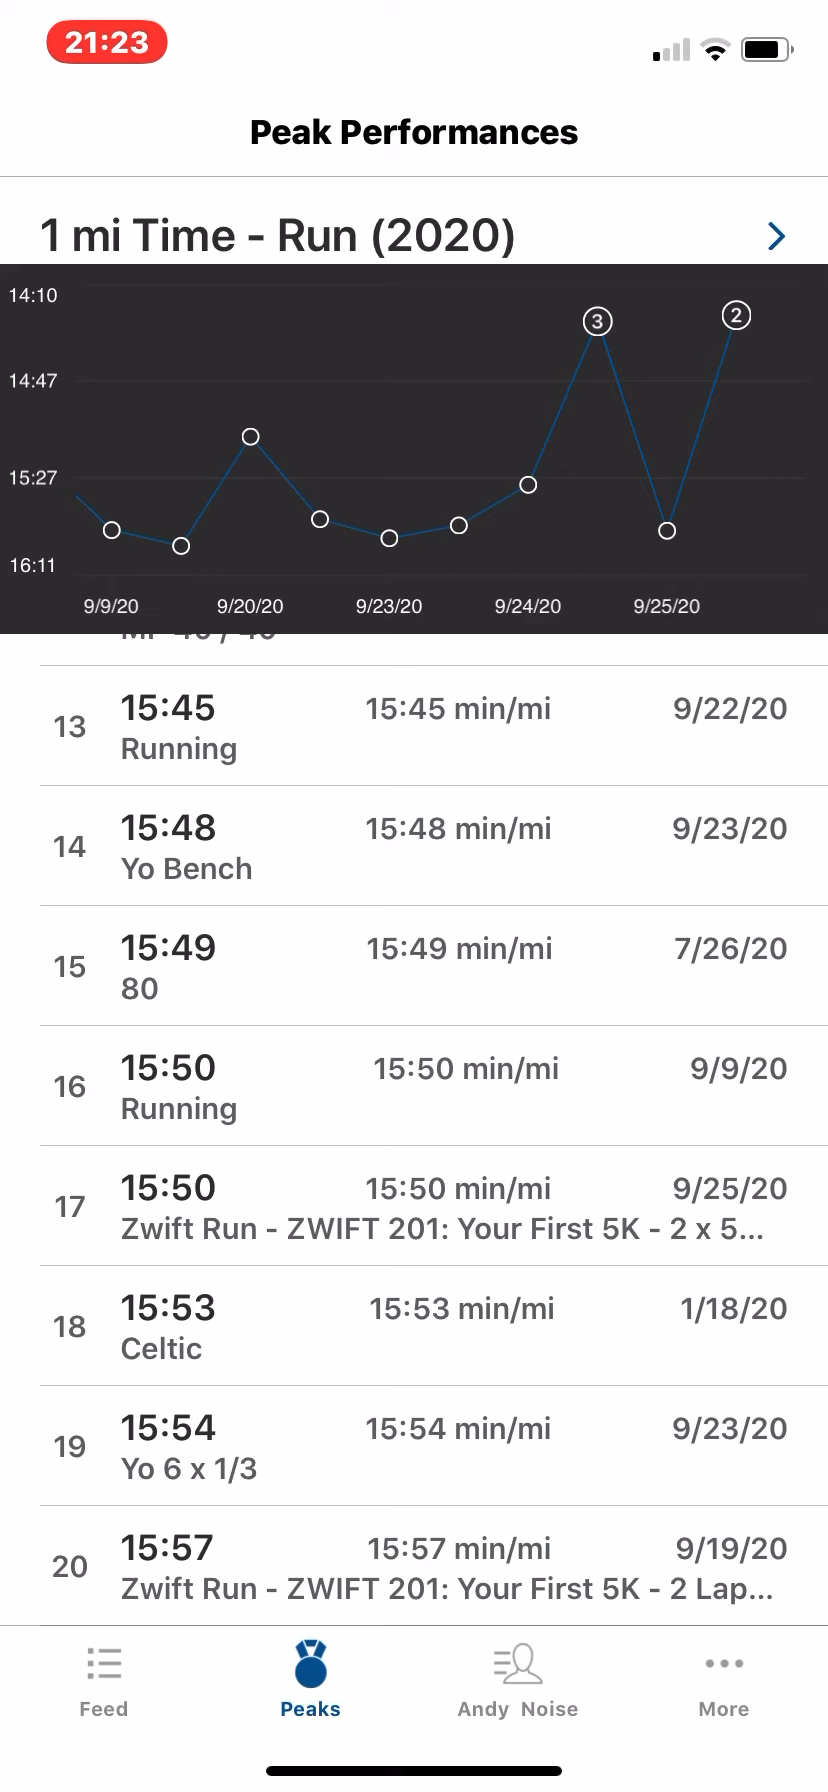 21:23
Peak Performances
1 mi Time - Run (2020)
14:10
14:47
15:27
16:11
3
2
9/9/20 9/20/20 9/23/20 9/24/20 9/25/20
13 15:45 15:45 min/mi 9/22/20
Running
14 15:48 15:48 min/mi 9/23/20
Yo Bench
15 15:49 15:49 min/mi 7/26/20
80
16 15:50 15:50 min/mi 9/9/20
Running
17 15:50 15:50 min/mi 9/25/20
Zwift Run - ZWIFT 201: Your First 5K - 2 x 5...
18 15:53 15:53 min/mi 1/18/20
Celtic
19 15:54 15:54 min/mi 9/23/20
Yo 6 x 1/3
20 15:57 15:57 min/mi 9/19/20
Zwift Run - ZWIFT 201: Your First 5K - 2 Lap...
Feed Peaks Andy Noise More